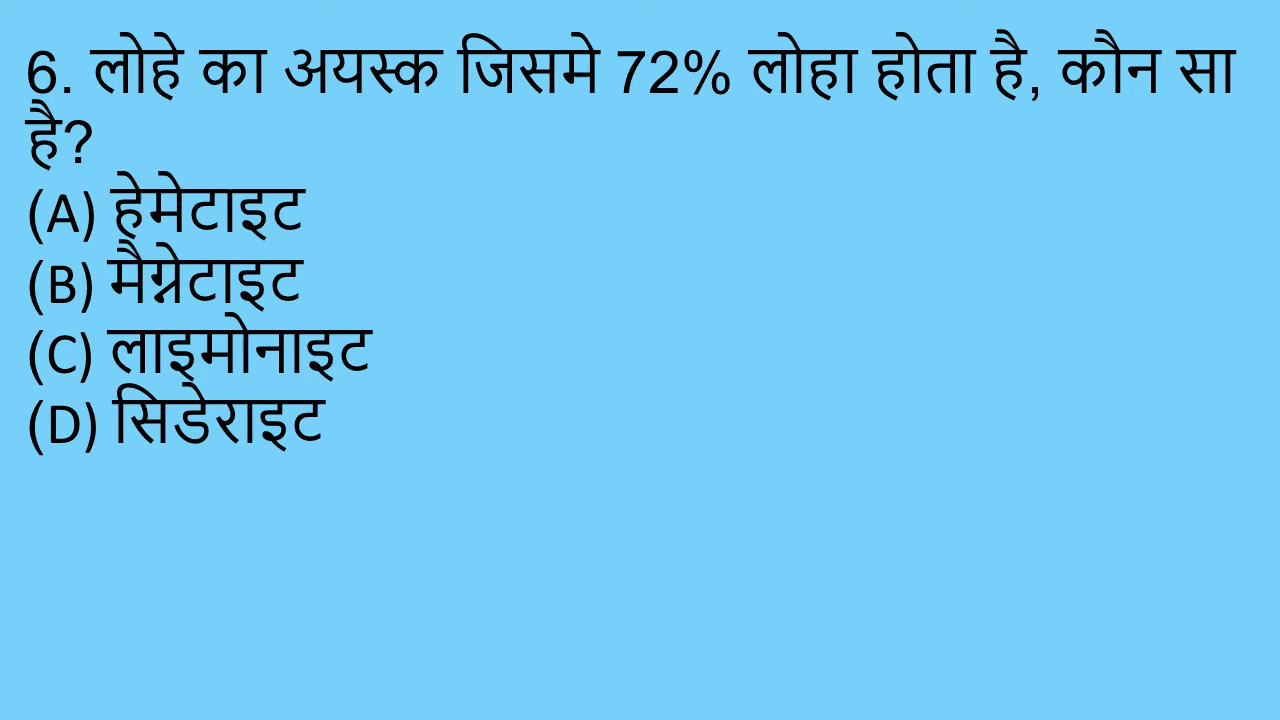 6. लोहे का अयस्क जिसमे 72% लोहा होता है, कौन सा
है?
(A) हेमेटाइट
(B) मैग्नेटाइट
(C) लाइमोनाइट
(D) सिडेराइट